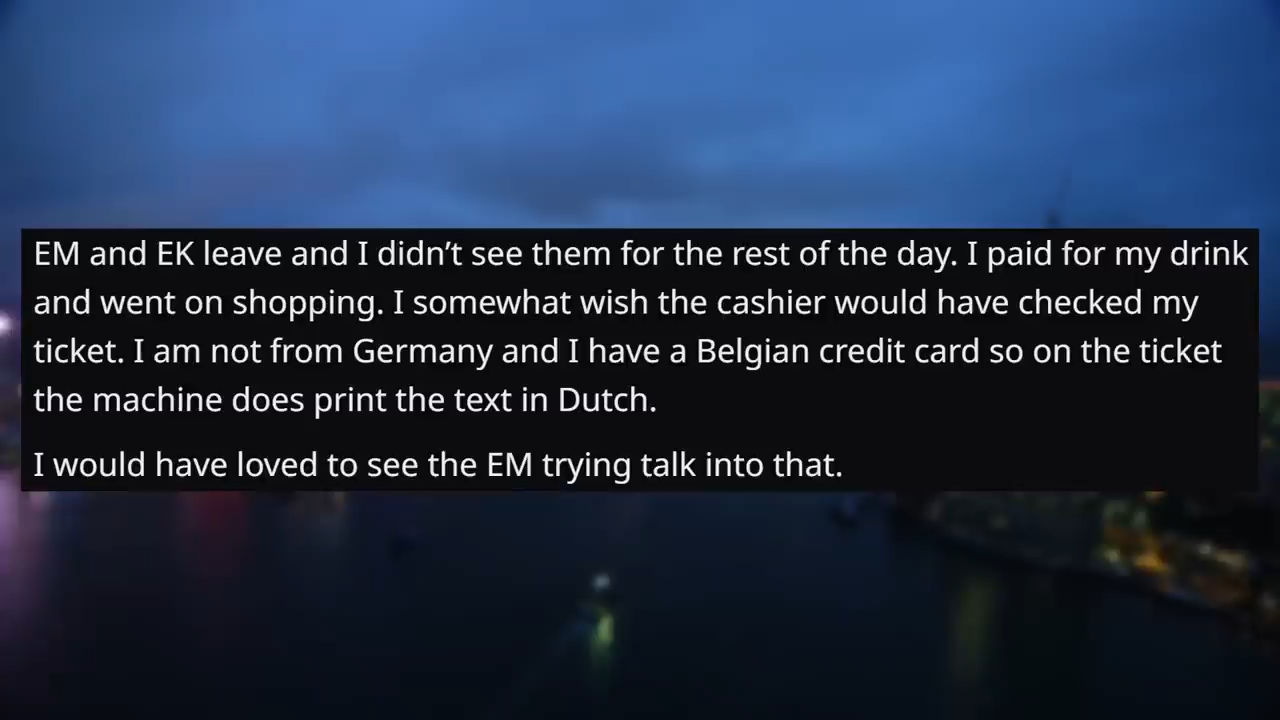 EM and EK leave and I didn’t see them for the rest of the day. I paid for my drink
and went on shopping. I somewhat wish the cashier would have checked my
ticket. I am not from Germany and I have a Belgian credit card so on the ticket
the machine does print the text in Dutch.
I would have loved to see the EM trying talk into that.